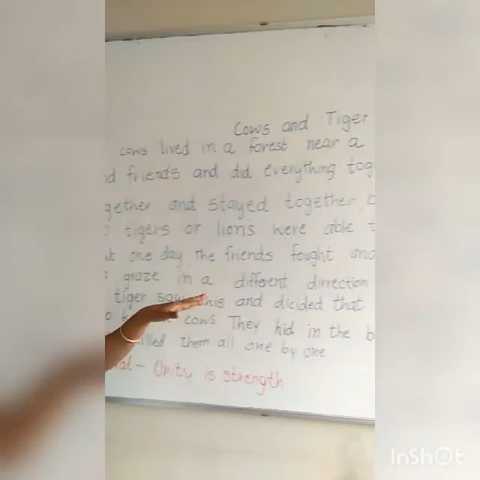 Cows and Tiger
cows lived in a forest near a
friends and did everything tog
gether and stayed together,
tigers or lions were able
one day the friends fought and
graze in a different dirrection
tiger saw this and dicided that
cows. They hid in the b
killed them all one by one
- Unity is strength
InShOt